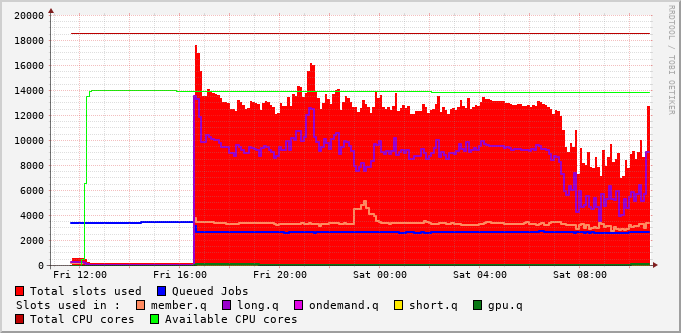 20000
18000
16000
14000
12000
10000
8000
6000
4000
2000
0
Fri 12:00 Fri 16:00 Fri 20:00 Sat 00:00 Sat 04:00 Sat 08:00
Total slots used Queued Jobs
Slots used in : member.q long.q ondemand.q short.q gpu.q
Total CPU cores Available CPU cores
RRDTOOL / TOBI OETIKER